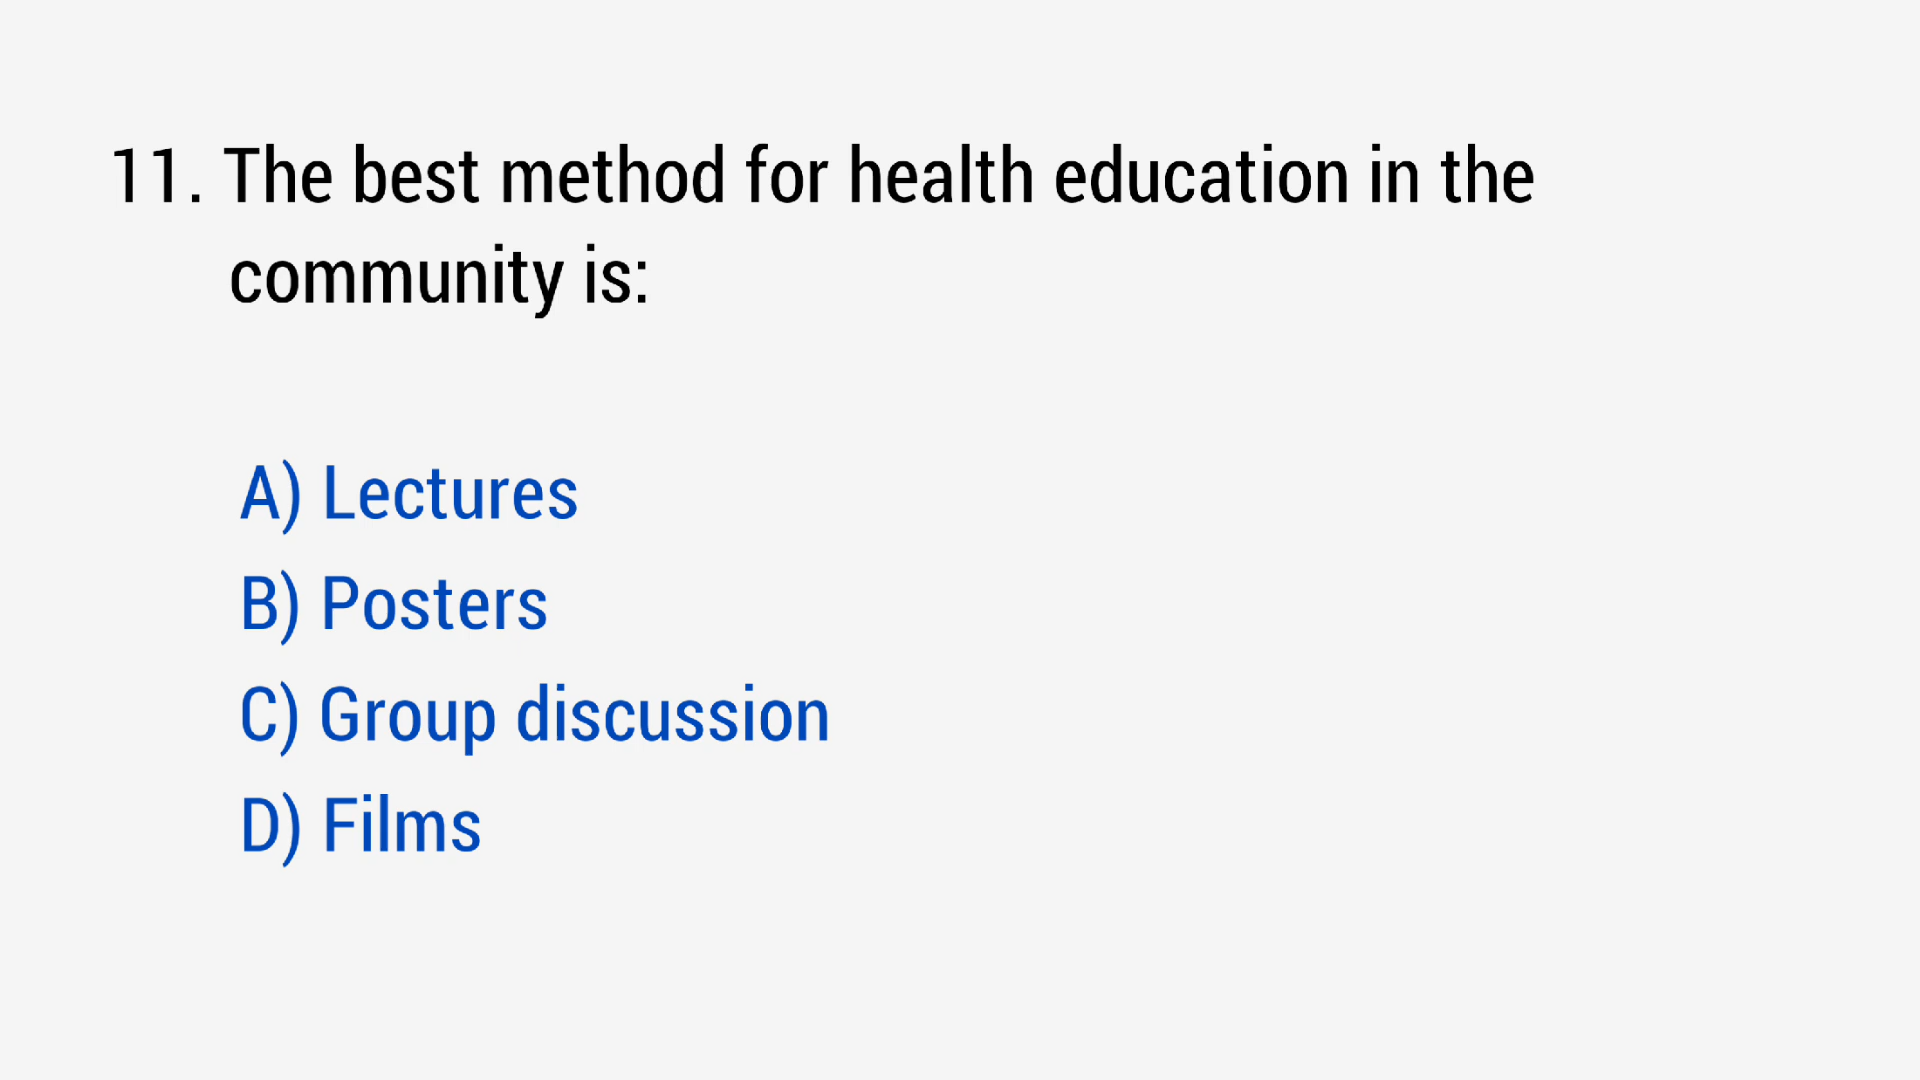 11. The best method for health education in the
community is:
A) Lectures
B) Posters
C) Group discussion
D) Films